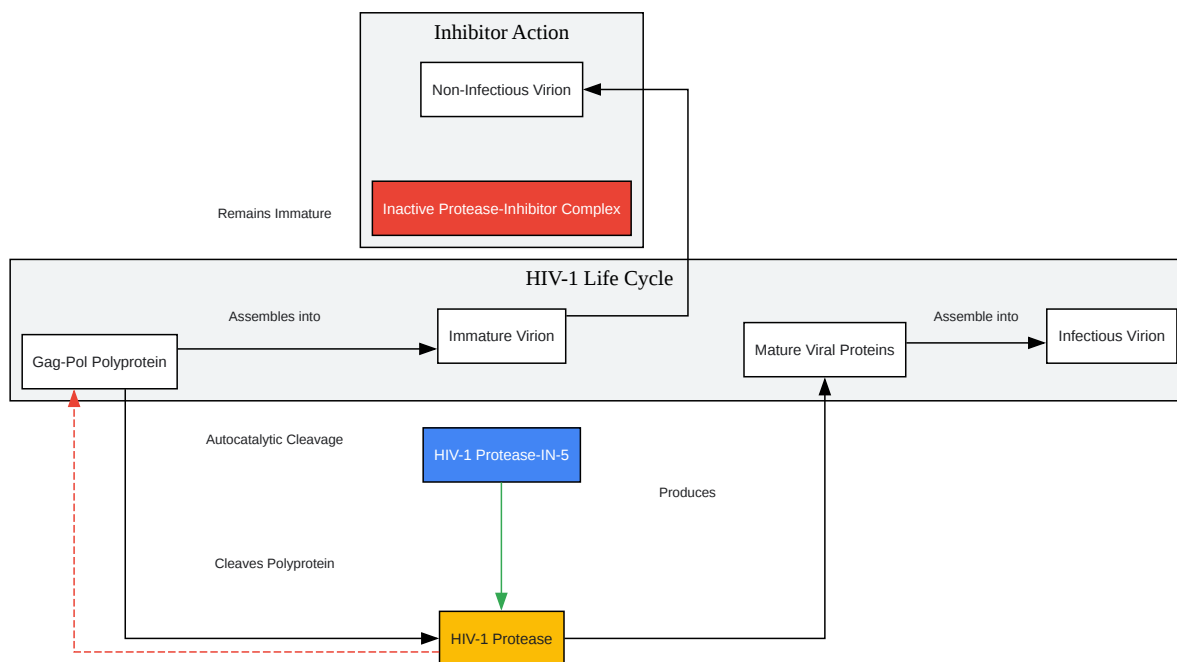 Inhibitor Action
Non-Infectious Virion
Inactive Protease-Inhibitor Complex
Remains Immature
HIV-1 Life Cycle
Assembles into
Assemble into
Gag-Pol Polyprotein
Immature Virion
Mature Viral Proteins
Infectious Virion
Autocatalytic Cleavage
HIV-1 Protease-IN-5
Produces
Cleaves Polyprotein
HIV-1 Protease